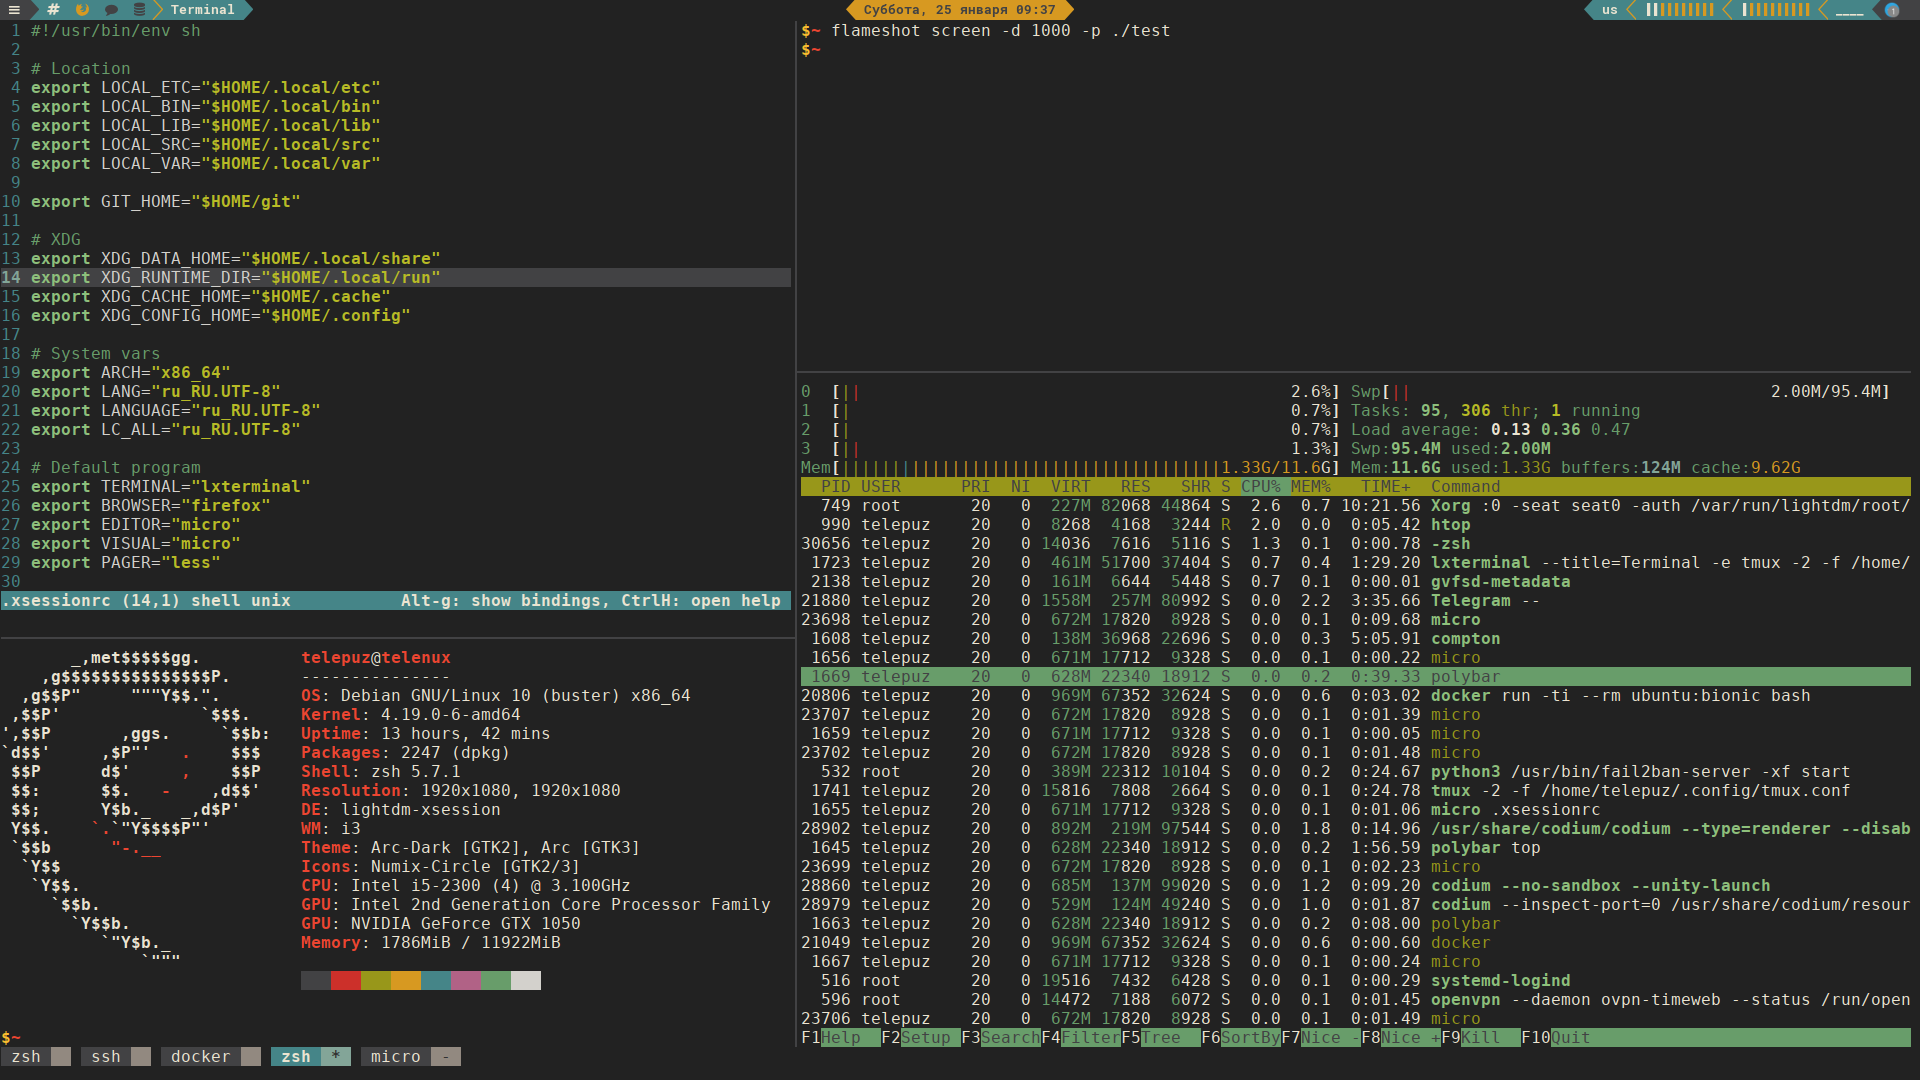 ≡ # Terminal
Суббота, 25 января 09:37
us
1 #!/usr/bin/env sh
2
3 # Location
4 export LOCAL_ETC="$HOME/.local/etc"
5 export LOCAL_BIN="$HOME/.local/bin"
6 export LOCAL_LIB="$HOME/.local/lib"
7 export LOCAL_SRC="$HOME/.local/src"
8 export LOCAL_VAR="$HOME/.local/var"
9
10 export GIT_HOME="$HOME/git"
11
12 # XDG
13 export XDG_DATA_HOME="$HOME/.local/share"
14 export XDG_RUNTIME_DIR="$HOME/.local/run"
15 export XDG_CACHE_HOME="$HOME/.cache"
16 export XDG_CONFIG_HOME="$HOME/.config"
17
18 # System vars
19 export ARCH="x86_64"
20 export LANG="ru_RU.UTF-8"
21 export LANGUAGE="ru_RU.UTF-8"
22 export LC_ALL="ru_RU.UTF-8"
23
24 # Default program
25 export TERMINAL="lxterminal"
26 export BROWSER="firefox"
27 export EDITOR="micro"
28 export VISUAL="micro"
29 export PAGER="less"
30
.xsessionrc (14,1) shell unix Alt-g: show bindings, CtrlH: open help
       _,met$$$$$gg.
    ,g$$$$$$$$$$$$$$$P.
  ,g$$P"     """Y$$.".
 ,$$P'              `$$$.
',$$P       ,ggs.     `$$b:
`d$$'     ,$P"'   .    $$$
 $$P      d$'     ,    $$P
 $$:      $$.   -    ,d$$'
 $$;      Y$b._   _,d$P'
 Y$$.    `.`"Y$$$$P"'
 `$$b      "-.__
  `Y$$
   `Y$$.
     `$$b.
       `Y$$b.
          `"Y$b._
              `"""
telepuz@telenux
---------------
OS: Debian GNU/Linux 10 (buster) x86_64
Kernel: 4.19.0-6-amd64
Uptime: 13 hours, 42 mins
Packages: 2247 (dpkg)
Shell: zsh 5.7.1
Resolution: 1920x1080, 1920x1080
DE: lightdm-xsession
WM: i3
Theme: Arc-Dark [GTK2], Arc [GTK3]
Icons: Numix-Circle [GTK2/3]
CPU: Intel i5-2300 (4) @ 3.100GHz
GPU: Intel 2nd Generation Core Processor Family
GPU: NVIDIA GeForce GTX 1050
Memory: 1786MiB / 11922MiB
$~
$~ flameshot screen -d 1000 -p ./test
$~
0 [|| 2.6%] Swp[|| 2.00M/95.4M]
1 [| 0.7%] Tasks: 95, 306 thr; 1 running
2 [| 0.7%] Load average: 0.13 0.36 0.47
3 [|| 1.3%] Swp:95.4M used:2.00M
Mem[||||||||||||||||||||||||||||||||||||||1.33G/11.6G] Mem:11.6G used:1.33G buffers:124M cache:9.62G
PID USER PRI NI VIRT RES SHR S CPU% MEM% TIME+ Command
749 root 20 0 227M 82068 44864 S 2.6 0.7 10:21.56 Xorg :0 -seat seat0 -auth /var/run/lightdm/root/
990 telepuz 20 0 8268 4168 3244 R 2.0 0.0 0:05.42 htop
30656 telepuz 20 0 14036 7616 5116 S 1.3 0.1 0:00.78 -zsh
1723 telepuz 20 0 461M 51700 37404 S 0.7 0.4 1:29.20 lxterminal --title=Terminal -e tmux -2 -f /home/
2138 telepuz 20 0 161M 6644 5448 S 0.7 0.1 0:00.01 gvfsd-metadata
21880 telepuz 20 0 1558M 257M 80992 S 0.0 2.2 3:35.66 Telegram --
23698 telepuz 20 0 672M 17820 8928 S 0.0 0.1 0:09.68 micro
1608 telepuz 20 0 138M 36968 22696 S 0.0 0.3 5:05.91 compton
1656 telepuz 20 0 671M 17712 9328 S 0.0 0.1 0:00.22 micro
1669 telepuz 20 0 628M 22340 18912 S 0.0 0.2 0:39.33 polybar
20806 telepuz 20 0 969M 67352 32624 S 0.0 0.6 0:03.02 docker run -ti --rm ubuntu:bionic bash
23707 telepuz 20 0 672M 17820 8928 S 0.0 0.1 0:01.39 micro
1659 telepuz 20 0 671M 17712 9328 S 0.0 0.1 0:00.05 micro
23702 telepuz 20 0 672M 17820 8928 S 0.0 0.1 0:01.48 micro
532 root 20 0 389M 22312 10104 S 0.0 0.2 0:24.67 python3 /usr/bin/fail2ban-server -xf start
1741 telepuz 20 0 15816 7808 2664 S 0.0 0.1 0:24.78 tmux -2 -f /home/telepuz/.config/tmux.conf
1655 telepuz 20 0 671M 17712 9328 S 0.0 0.1 0:01.06 micro .xsessionrc
28902 telepuz 20 0 892M 219M 97544 S 0.0 1.8 0:14.96 /usr/share/codium/codium --type=renderer --disab
1645 telepuz 20 0 628M 22340 18912 S 0.0 0.2 1:56.59 polybar top
23699 telepuz 20 0 672M 17820 8928 S 0.0 0.1 0:02.23 micro
28860 telepuz 20 0 685M 137M 99020 S 0.0 1.2 0:09.20 codium --no-sandbox --unity-launch
28979 telepuz 20 0 529M 124M 49240 S 0.0 1.0 0:01.87 codium --inspect-port=0 /usr/share/codium/resour
1663 telepuz 20 0 628M 22340 18912 S 0.0 0.2 0:08.00 polybar
21049 telepuz 20 0 969M 67352 32624 S 0.0 0.6 0:00.60 docker
1667 telepuz 20 0 671M 17712 9328 S 0.0 0.1 0:00.24 micro
516 root 20 0 19516 7432 6428 S 0.0 0.1 0:00.29 systemd-logind
596 root 20 0 14472 7188 6072 S 0.0 0.1 0:01.45 openvpn --daemon ovpn-timeweb --status /run/open
23706 telepuz 20 0 672M 17820 8928 S 0.0 0.1 0:01.49 micro
F1Help F2Setup F3SearchF4FilterF5Tree F6SortByF7Nice -F8Nice +F9Kill F10Quit
zsh ssh docker zsh * micro -